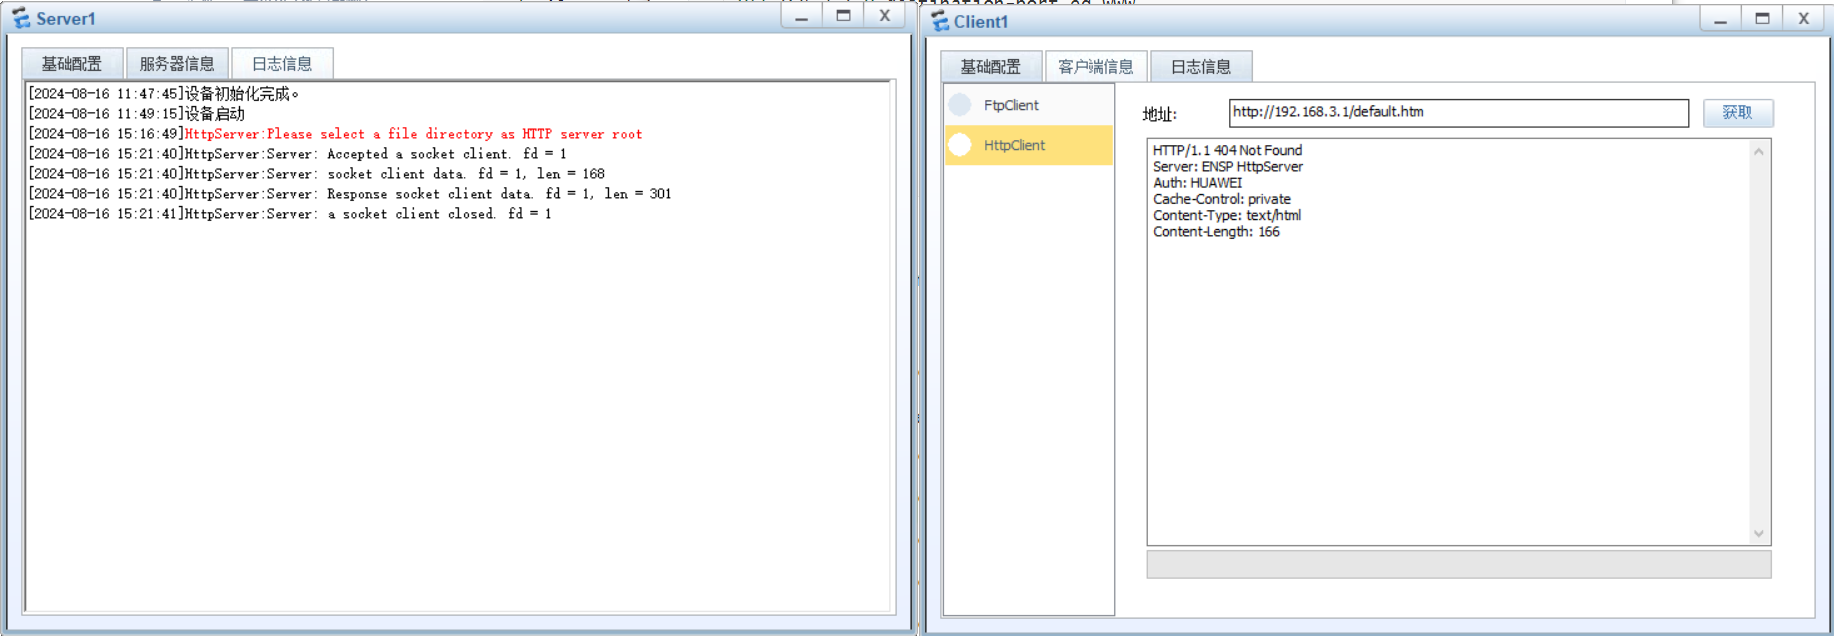 Server1
基础配置 服务器信息 日志信息
[2024-08-16 11:47:45]设备初始化完成。
[2024-08-16 11:49:15]设备启动
[2024-08-16 15:16:49]HttpServer:Please select a file directory as HTTP server root
[2024-08-16 15:21:40]HttpServer:Server: Accepted a socket client. fd = 1
[2024-08-16 15:21:40]HttpServer:Server: socket client data. fd = 1, len = 168
[2024-08-16 15:21:40]HttpServer:Server: Response socket client data. fd = 1, len = 301
[2024-08-16 15:21:41]HttpServer:Server: a socket client closed. fd = 1
Client1
基础配置 客户端信息 日志信息
FtpClient
HttpClient
地址: http://192.168.3.1/default.htm 获取
HTTP/1.1 404 Not Found
Server: ENSP HttpServer
Auth: HUAWEI
Cache-Control: private
Content-Type: text/html
Content-Length: 166